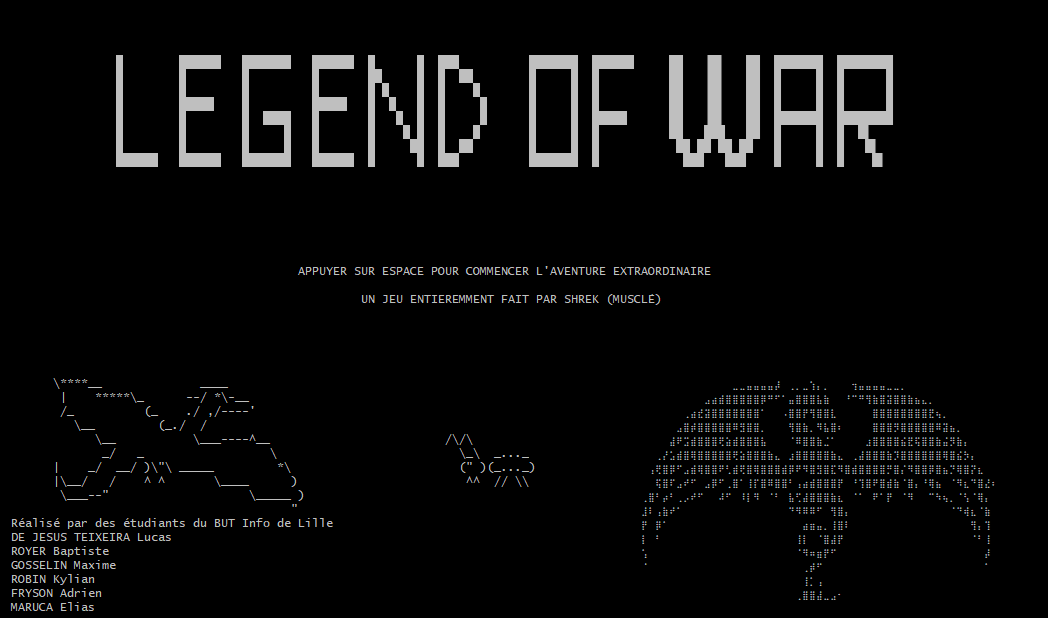 LEGEND OF WAR
APPUYER SUR ESPACE POUR COMMENCER L'AVENTURE EXTRAORDINAIRE
UN JEU ENTIEREMMENT FAIT PAR SHREK (MUSCLÉ)
Réalisé par des étudiants du BUT Info de Lille
DE JESUS TEIXEIRA Lucas
ROYER Baptiste
GOSSELIN Maxime
ROBIN Kylian
FRYSON Adrien
MARUCA Elias